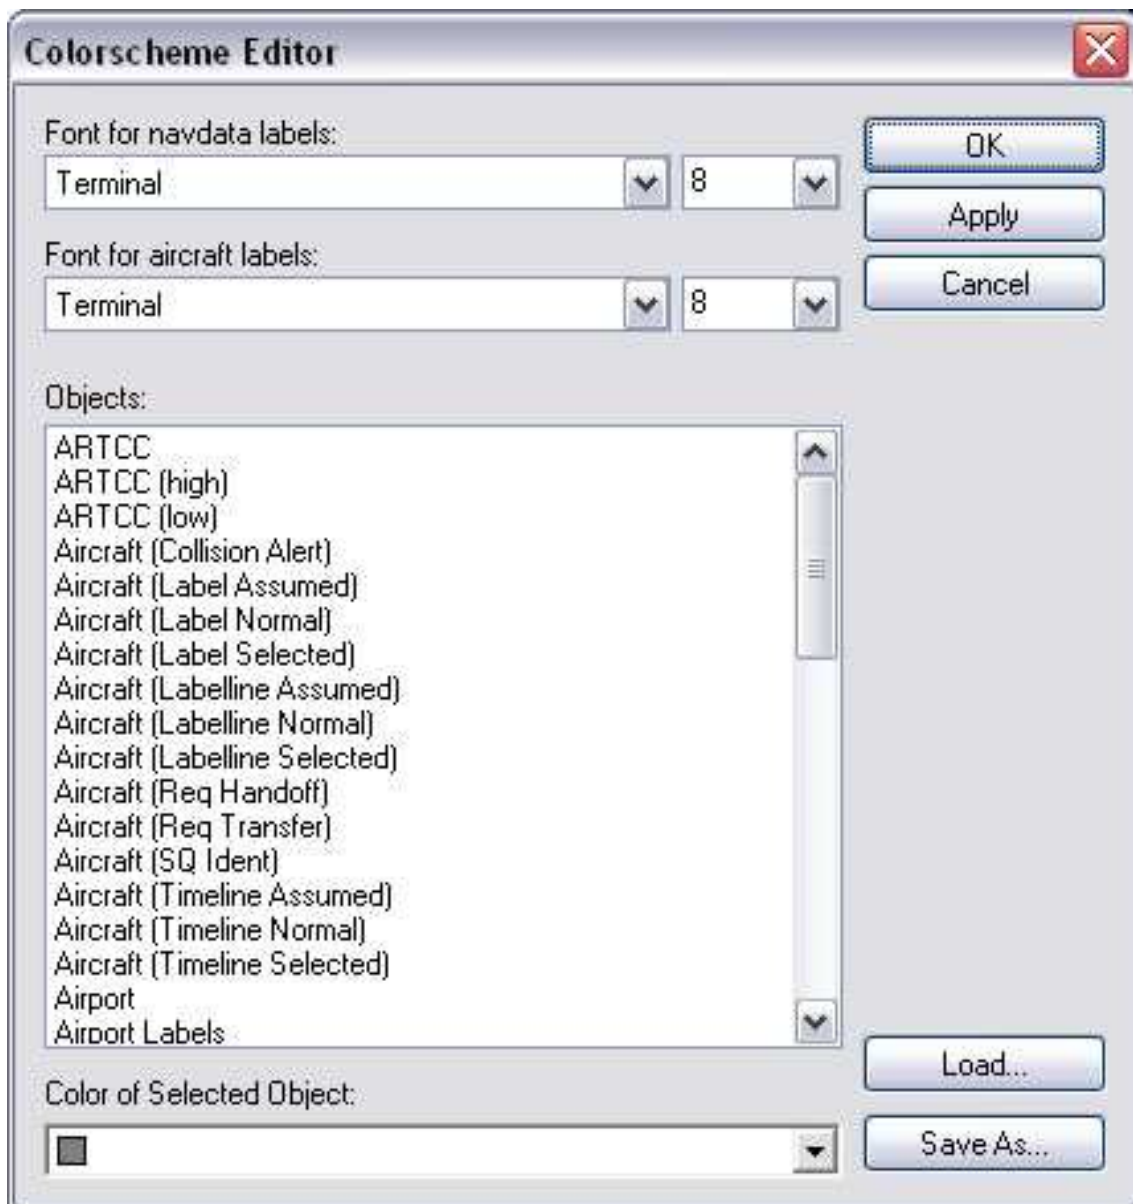 Colorscheme Editor
Font for navdata labels:
Terminal
8
OK
Apply
Font for aircraft labels:
Terminal
8
Cancel
Objects:
ARTCC
ARTCC (high)
ARTCC (low)
Aircraft (Collision Alert)
Aircraft (Label Assumed)
Aircraft (Label Normal)
Aircraft (Label Selected)
Aircraft (Labelline Assumed)
Aircraft (Labelline Normal)
Aircraft (Labelline Selected)
Aircraft (Req Handoff)
Aircraft (Req Transfer)
Aircraft (SQ Ident)
Aircraft (Timeline Assumed)
Aircraft (Timeline Normal)
Aircraft (Timeline Selected)
Airport
Airport Labels
Load...
Color of Selected Object:
Save As...